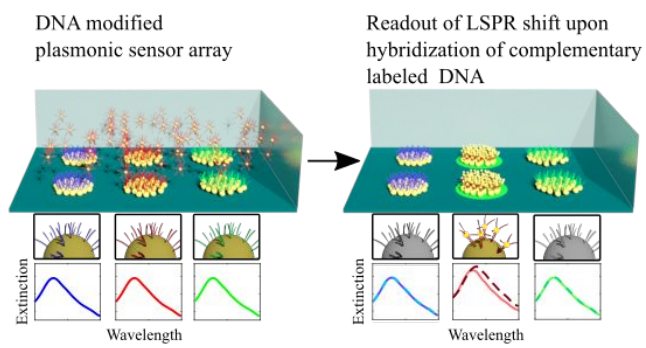 DNA modified
plasmonic sensor array
Readout of LSPR shift upon
hybridization of complementary
labeled DNA
Extinction
Wavelength
Extinction
Wavelength